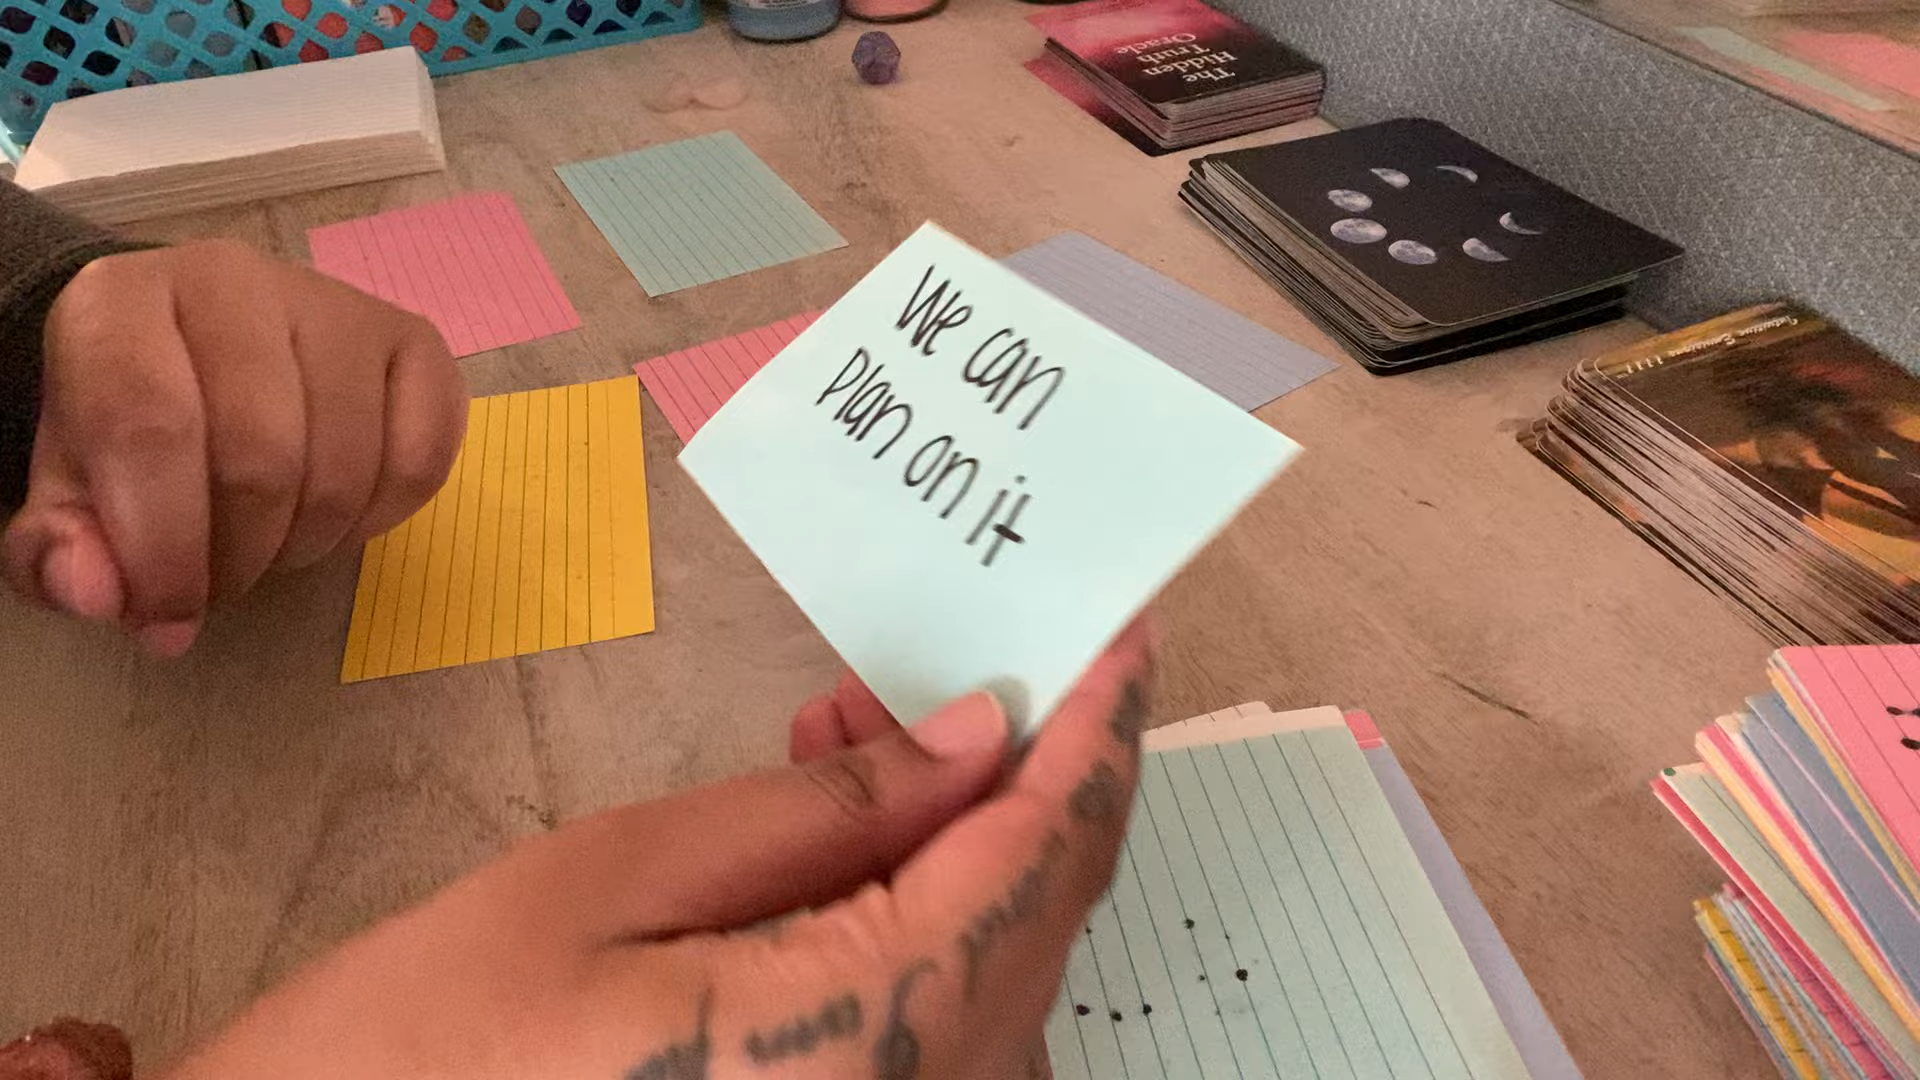 We can
Plan on it
The
Hidden
Truth
Oracle